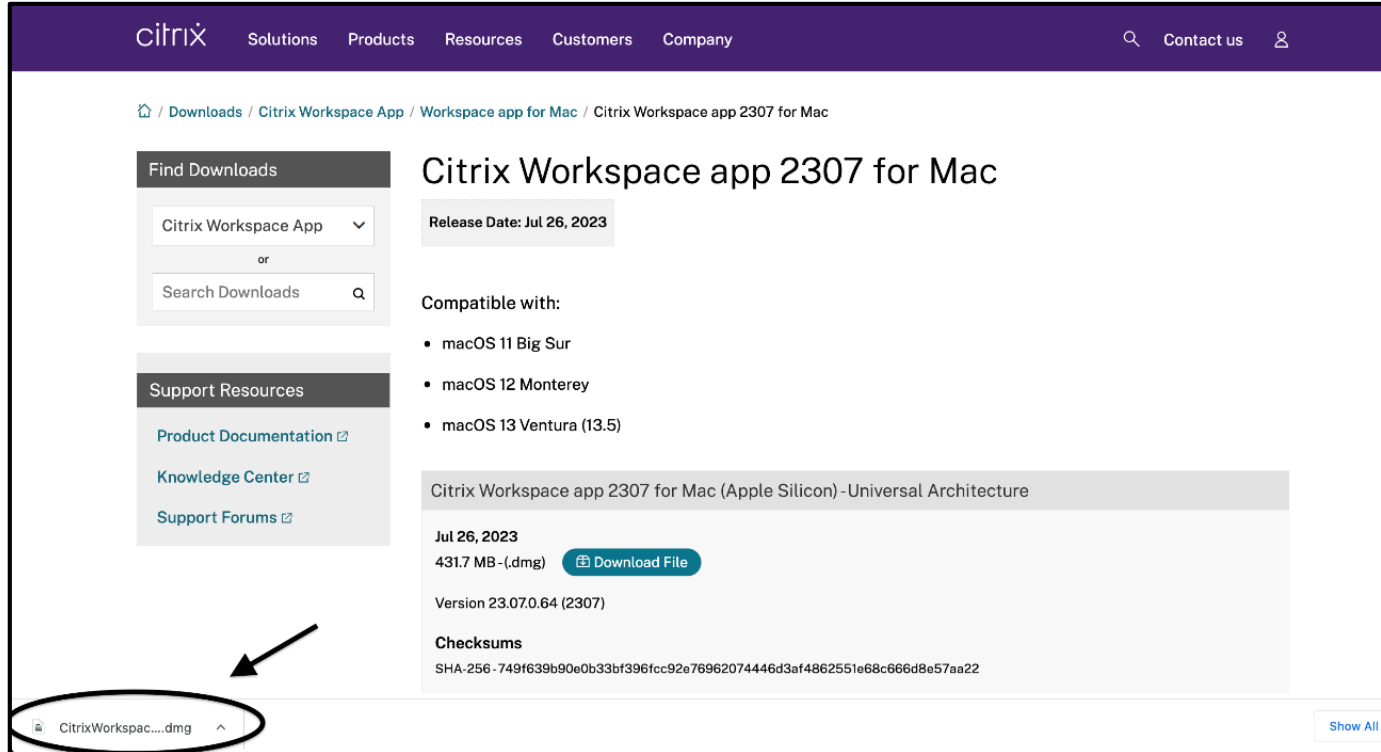 citrix Solutions Products Resources Customers Company Contact us
/ Downloads / Citrix Workspace App / Workspace app for Mac / Citrix Workspace app 2307 for Mac
Find Downloads
Citrix Workspace App
or
Search Downloads
Support Resources
Product Documentation
Knowledge Center
Support Forums
Citrix Workspace app 2307 for Mac
Release Date: Jul 26, 2023
Compatible with:
• macOS 11 Big Sur
• macOS 12 Monterey
• macOS 13 Ventura (13.5)
Citrix Workspace app 2307 for Mac (Apple Silicon) - Universal Architecture
Jul 26, 2023
431.7 MB - (.dmg) Download File
Version 23.07.0.64 (2307)
Checksums
SHA-256 - 749f639b90e0b33bf396fcc92e76962074446d3af4862551e68c666d8e57aa22
CitrixWorkspac....dmg
Show All